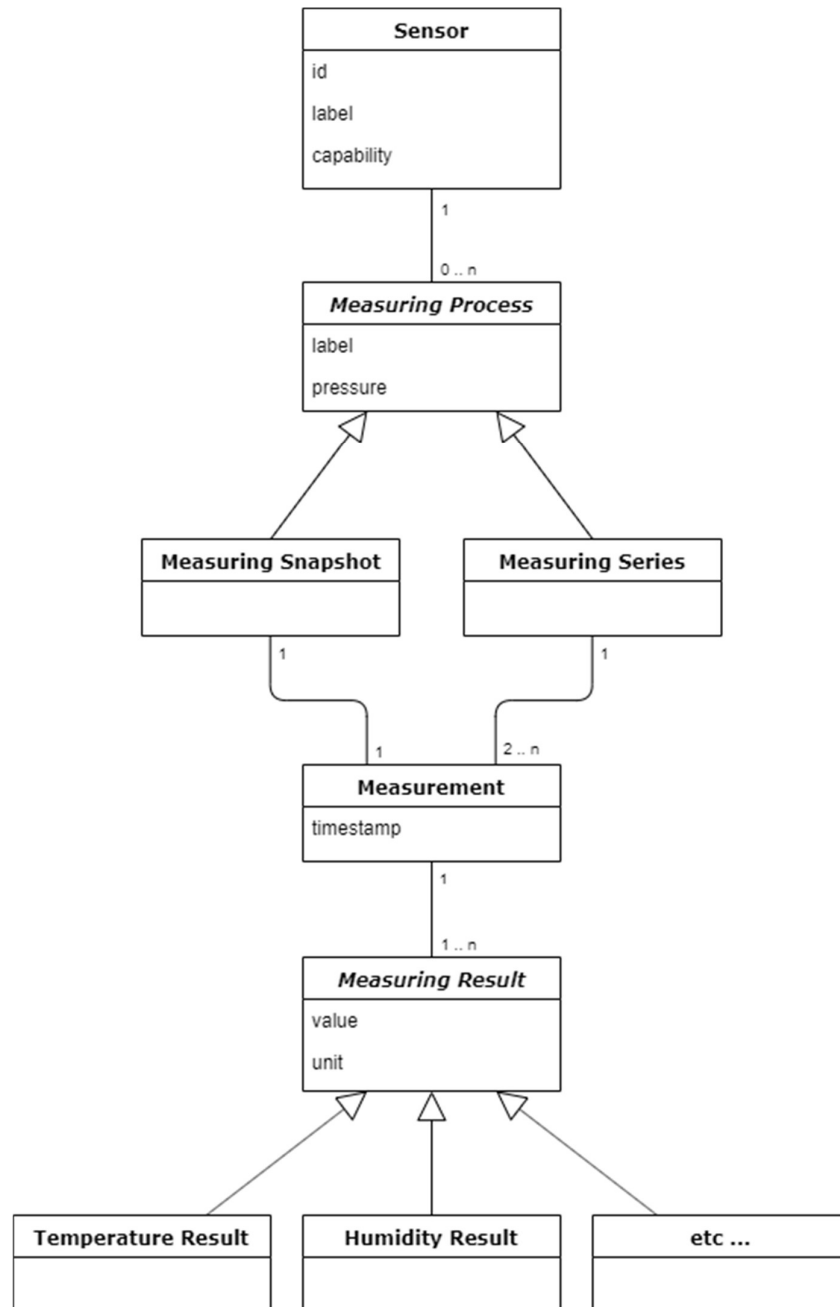 Sensor
id
label
capability
1
0 .. n
Measuring Process
label
pressure
Measuring Snapshot
Measuring Series
1
1
1
2 .. n
Measurement
timestamp
1
1 .. n
Measuring Result
value
unit
Temperature Result
Humidity Result
etc ...